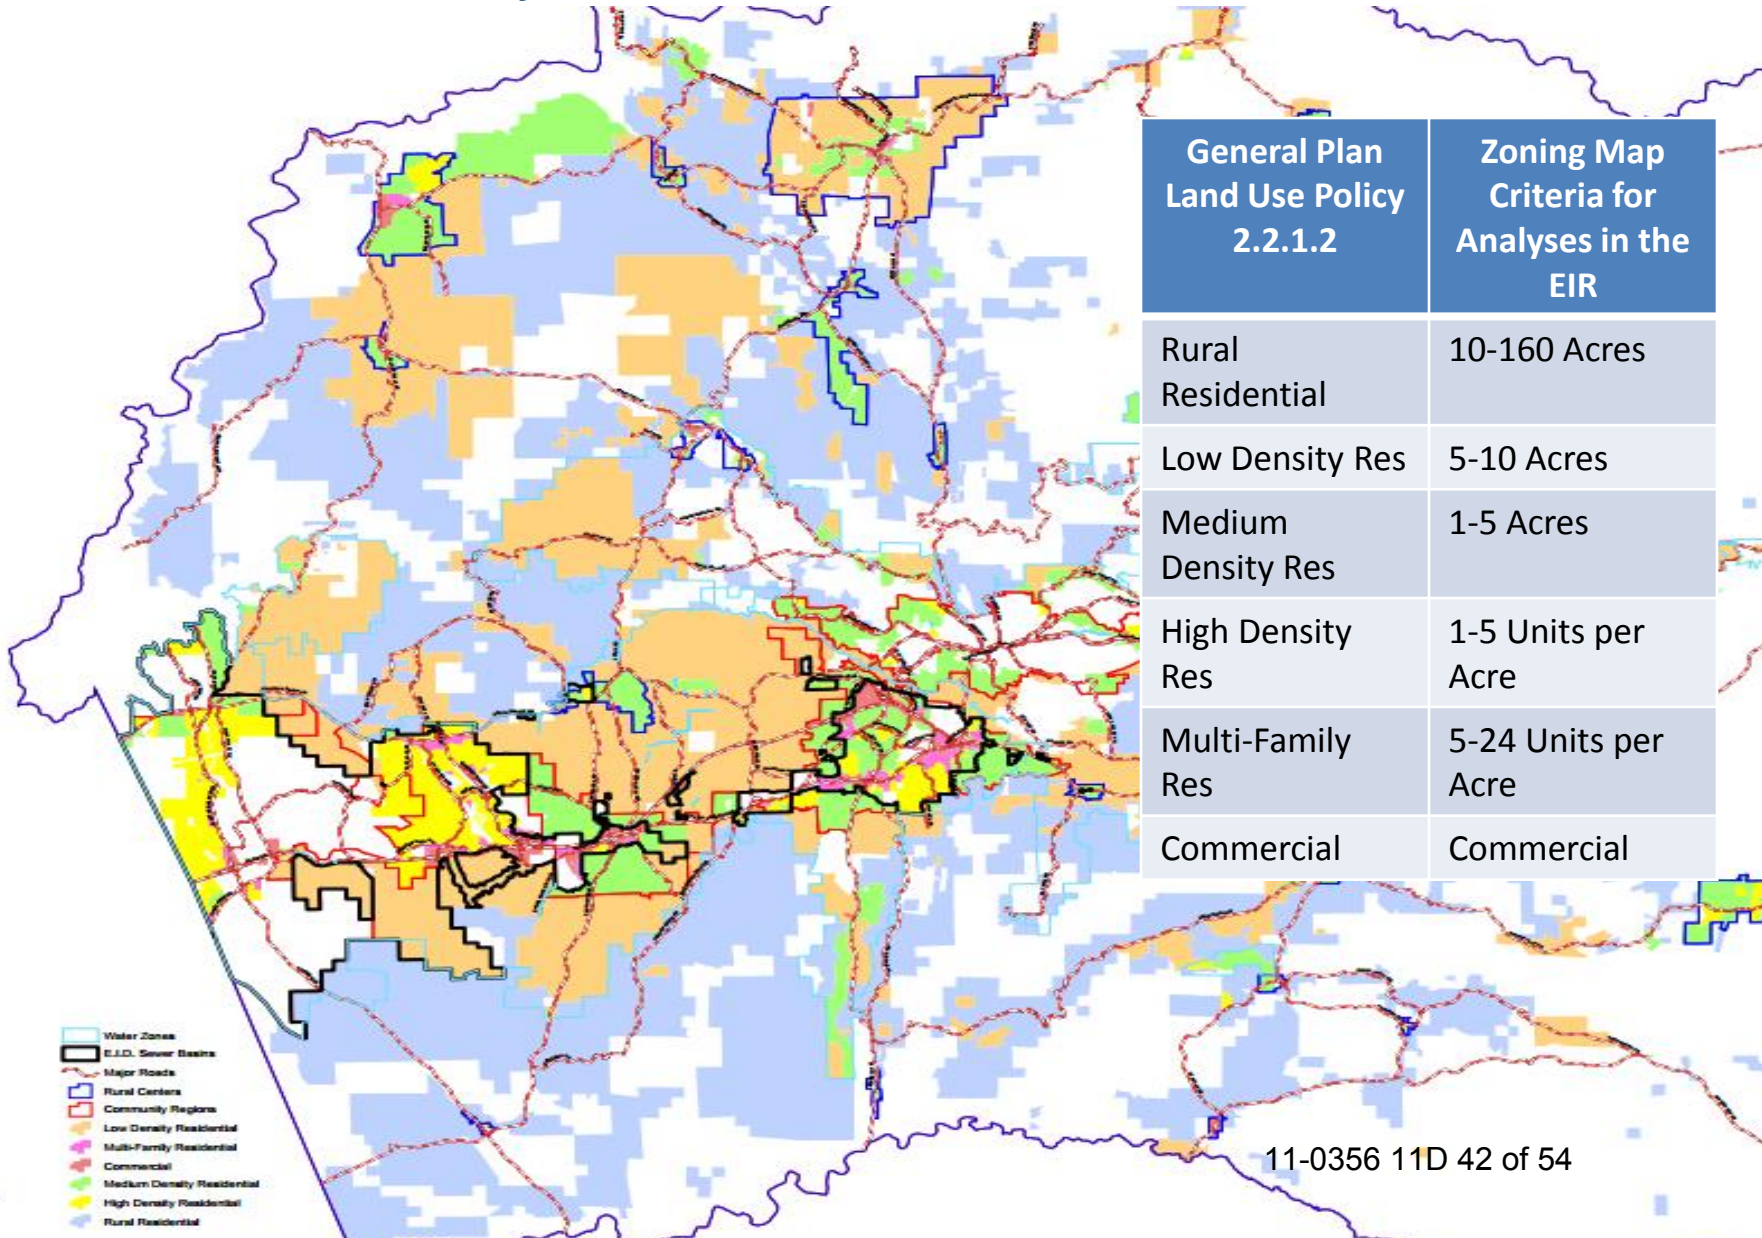 General Plan
Land Use Policy
2.2.1.2
Zoning Map
Criteria for
Analyses in the
EIR
Rural
Residential
10-160 Acres
Low Density Res
5-10 Acres
Medium
Density Res
1-5 Acres
High Density
Res
1-5 Units per
Acre
Multi-Family
Res
5-24 Units per
Acre
Commercial
Commercial
Water Zones
E.I.D. Sewer Basins
Major Roads
Rural Centers
Community Regions
Low Density Residential
Multi-Family Residential
Commercial
Medium Density Residential
High Density Residential
Rural Residential
11-0356 11D 42 of 54